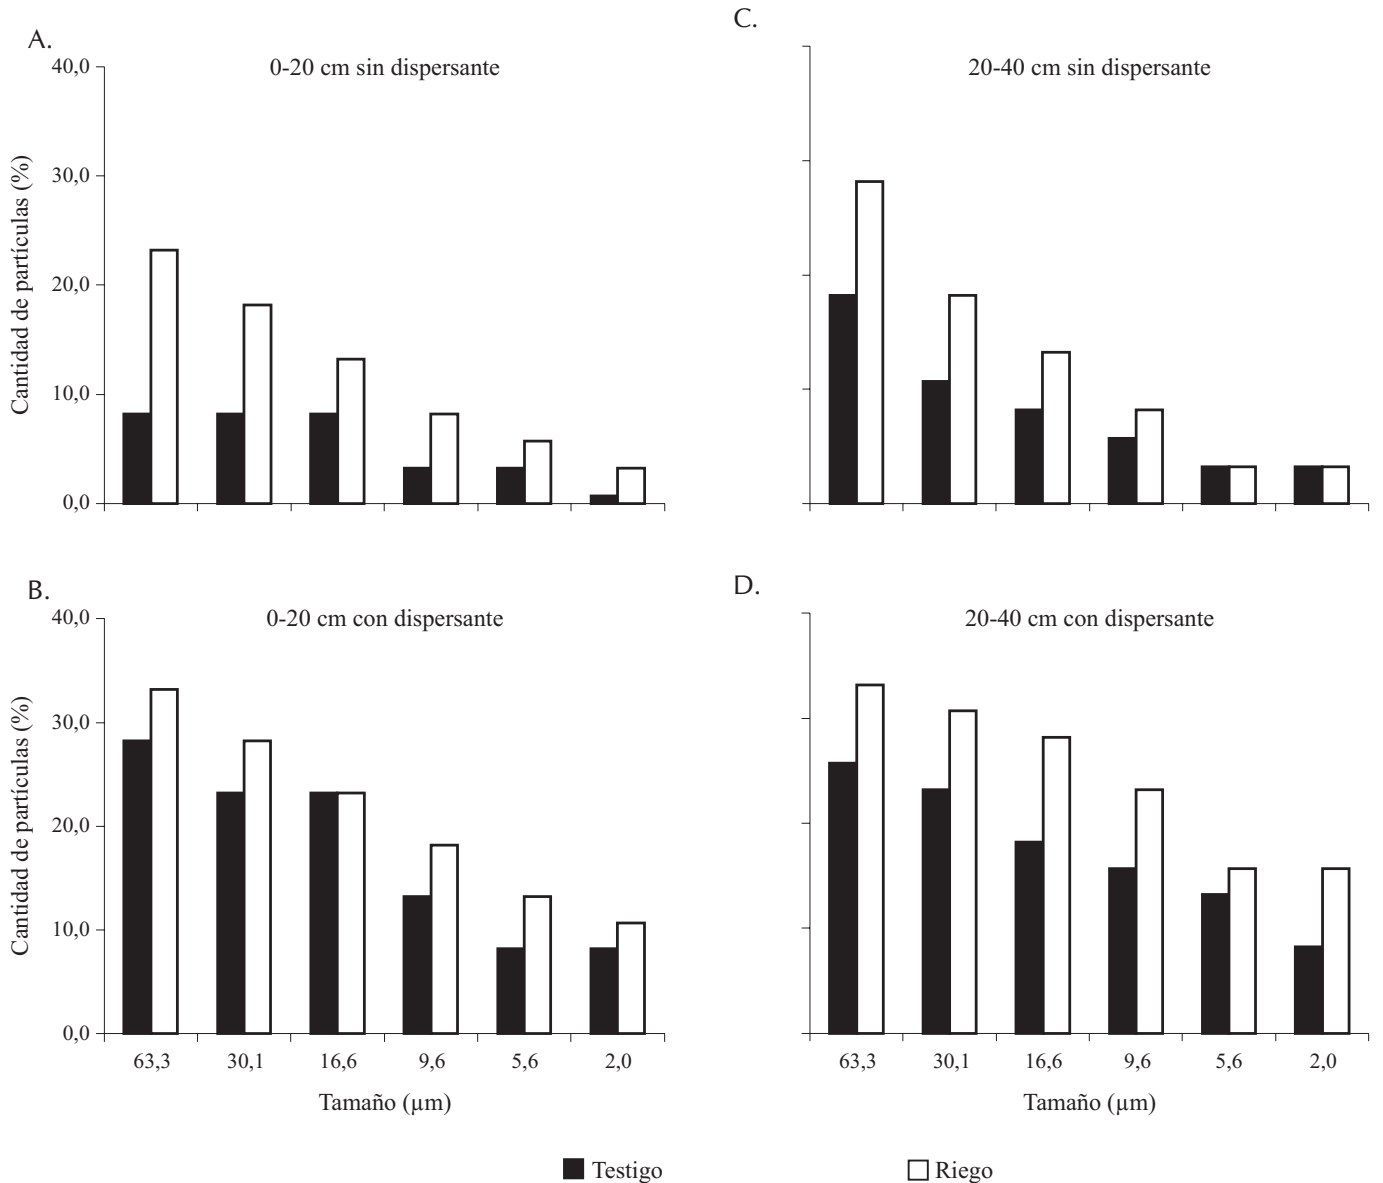 A.
0-20 cm sin dispersante
40,0
30,0
20,0
10,0
0,0
Cantidad de partículas (%)
C.
20-40 cm sin dispersante
B.
0-20 cm con dispersante
40,0
30,0
20,0
10,0
0,0
Cantidad de partículas (%)
63,3 30,1 16,6 9,6 5,6 2,0
Tamaño (µm)
D.
20-40 cm con dispersante
63,3 30,1 16,6 9,6 5,6 2,0
Tamaño (µm)
Testigo
Riego